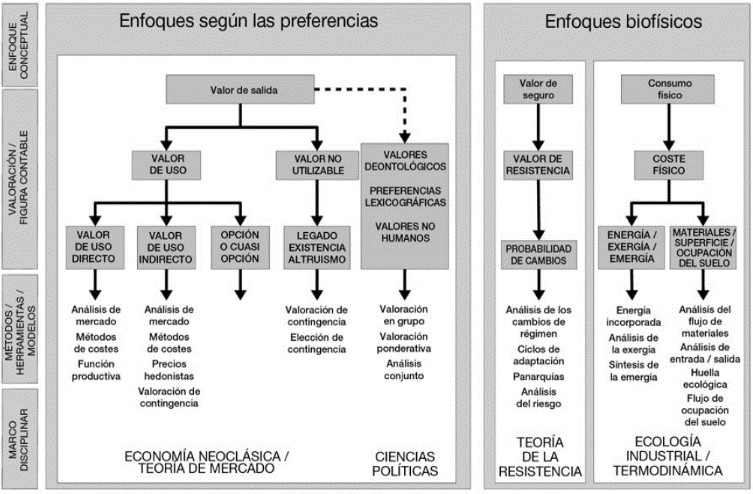 ENFOQUE
CONCEPTUAL
Enfoques según las preferencias
Enfoques biofísicos
VALORACIÓN /
FIGURA CONTABLE
Valor de salida
VALOR
DE USO
VALOR NO
UTILIZABLE
VALORES
DEONTOLÓGICOS
PREFERENCIAS
LEXICOGRÁFICAS
VALORES NO
HUMANOS
VALOR
DE USO
DIRECTO
VALOR
DE USO
INDIRECTO
OPCIÓN
O CUASI
OPCIÓN
LEGADO
EXISTENCIA
ALTRUISMO
Valor de
seguro
VALOR DE
RESISTENCIA
PROBABILIDAD
DE CAMBIOS
Consumo
físico
COSTE
FÍSICO
ENERGÍA /
EXERGÍA /
EMERGÍA
MATERIALES /
SUPERFICIE /
OCUPACIÓN
DEL SUELO
MÉTODOS /
HERRAMIENTAS /
MODELOS
Análisis de
mercado
Métodos
de costes
Función
productiva
Análisis de
mercado
Métodos
de costes
Precios
hedonistas
Valoración de
contingencia
Valoración de
contingencia
Elección de
contingencia
Valoración
en grupo
Valoración
ponderativa
Análisis
conjunto
Análisis de los
cambios de
régimen
Ciclos de
adaptación
Panarquías
Análisis
del riesgo
Energía
incorporada
Análisis
de la exergía
Síntesis de
la emergía
Análisis del
flujo de
materiales
Análisis de
entrada / salida
Huella
ecológica
Flujo de
ocupación
del suelo
MARCO
DISCIPLINAR
ECONOMÍA NEOCLÁSICA /
TEORÍA DE MERCADO
CIENCIAS
POLÍTICAS
TEORÍA
DE LA
RESISTENCIA
ECOLOGÍA
INDUSTRIAL /
TERMODINÁMICA